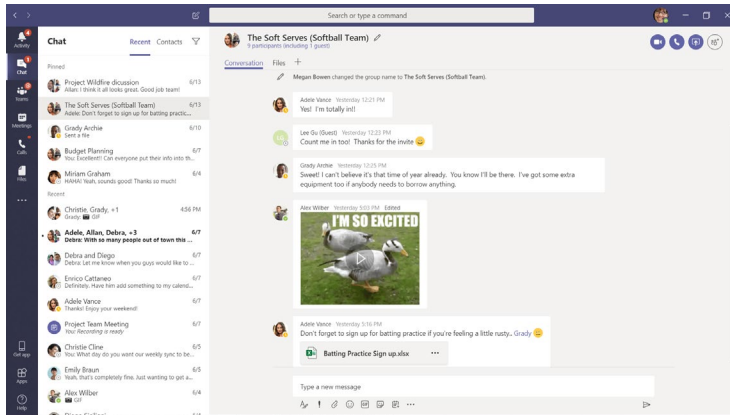 Search or type a command
Activity
Chat
Teams
Meetings
Calls
Files
Get app
Apps
Help
Chat
Recent
Contacts
Pinned
Project Wildfire dicussion 6/13
Allan: I think it all looks great. Good job team!
The Soft Serves (Softball Team) 6/13
Adele: Don't forget to sign up for batting practic...
Grady Archie 6/10
Sent a file
Budget Planning 6/7
You: Excellent!! Can everyone put their info into th...
Miriam Graham 6/4
HAHA! Yeah, sounds good! Thanks so much!
Recent
Christie, Grady, +1 4:56 PM
Grady: GIF
Adele, Allan, Debra, +3 6/7
Debra: With so many people out of town this ...
Debra and Diego 6/7
Debra: Let me know when you guys would like to ...
Enrico Cattaneo 6/7
Definitely. Have him add something to my calend...
Adele Vance 6/7
Thanks! Enjoy your weekend!
Project Team Meeting 6/7
You: Recording is ready
Christie Cline 6/5
You: What day do you want our weekly sync to be...
Emily Braun 6/5
Yeah, that's completely fine. Just wanting to get a...
Alex Wilber 6/4
GIF
The Soft Serves (Softball Team)
9 participants (including 1 guest)
Conversation Files +
Megan Bowen changed the group name to The Soft Serves (Softball Team).
Adele Vance Yesterday 12:21 PM
Yes! I'm totally in!!
Lee Gu (Guest) Yesterday 12:23 PM
Count me in too! Thanks for the invite
Grady Archie Yesterday 12:25 PM
Sweet! I can't believe it's that time of year already. You know I'll be there. I've got some extra
equipment too if anybody needs to borrow anything.
Alex Wilber Yesterday 5:03 PM Edited
I'M SO EXCITED
Adele Vance Yesterday 5:16 PM
Don't forget to sign up for batting practice if you're feeling a little rusty.. Grady
Batting Practice Sign up.xlsx ...
Type a new message